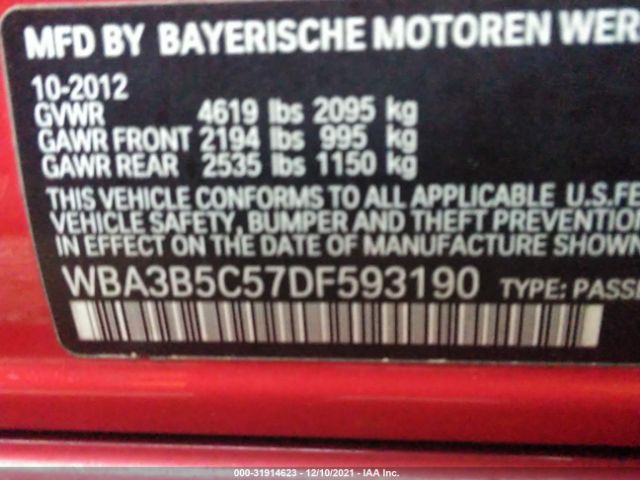 MFD BY BAYERISCHE MOTOREN WER
10-2012
GVWR 4619 lbs 2095 kg
GAWR FRONT 2194 lbs 995 kg
GAWR REAR 2535 lbs 1150 kg
THIS VEHICLE CONFORMS TO ALL APPLICABLE U.S.FE
VEHICLE SAFETY, BUMPER AND THEFT PREVENTION
IN EFFECT ON THE DATE OF MANUFACTURE SHOWN
WBA3B5C57DF593190 TYPE: PASSE
000-31914623 - 12/10/2021 - IAA Inc.